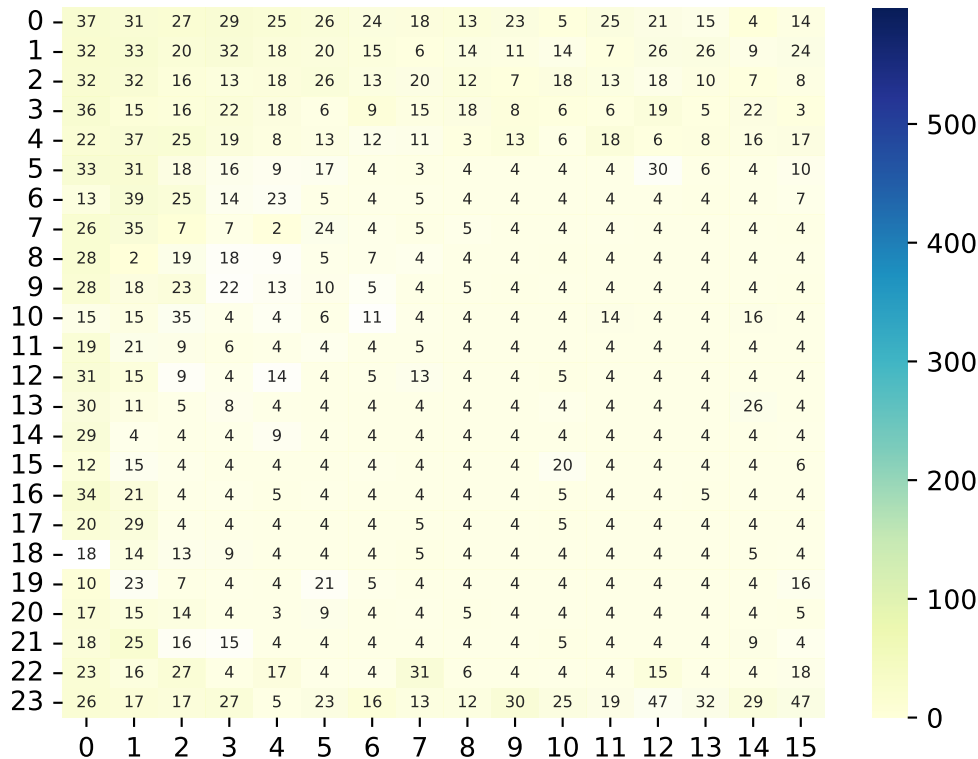 0 37 31 27 29 25 26 24 18 13 23 5 25 21 15 4 14
1 32 33 20 32 18 20 15 6 14 11 14 7 26 26 9 24
2 32 32 16 13 18 26 13 20 12 7 18 13 18 10 7 8
3 36 15 16 22 18 6 9 15 18 8 6 6 19 5 22 3
4 22 37 25 19 8 13 12 11 3 13 6 18 6 8 16 17
5 33 31 18 16 9 17 4 3 4 4 4 4 30 6 4 10
6 13 39 25 14 23 5 4 5 4 4 4 4 4 4 4 7
7 26 35 7 7 2 24 4 5 5 4 4 4 4 4 4 4
8 28 2 19 18 9 5 7 4 4 4 4 4 4 4 4 4
9 28 18 23 22 13 10 5 4 5 4 4 4 4 4 4 4
10 15 15 35 4 4 6 11 4 4 4 4 14 4 4 16 4
11 19 21 9 6 4 4 4 5 4 4 4 4 4 4 4 4
12 31 15 9 4 14 4 5 13 4 4 5 4 4 4 4 4
13 30 11 5 8 4 4 4 4 4 4 4 4 4 4 26 4
14 29 4 4 4 9 4 4 4 4 4 4 4 4 4 4 4
15 12 15 4 4 4 4 4 4 4 4 20 4 4 4 4 6
16 34 21 4 4 5 4 4 4 4 4 5 4 4 5 4 4
17 20 29 4 4 4 4 4 5 4 4 5 4 4 4 4 4
18 18 14 13 9 4 4 4 5 4 4 4 4 4 4 5 4
19 10 23 7 4 4 21 5 4 4 4 4 4 4 4 4 16
20 17 15 14 4 3 9 4 4 5 4 4 4 4 4 4 5
21 18 25 16 15 4 4 4 4 4 4 5 4 4 4 9 4
22 23 16 27 4 17 4 4 31 6 4 4 4 15 4 4 18
23 26 17 17 27 5 23 16 13 12 30 25 19 47 32 29 47
0 1 2 3 4 5 6 7 8 9 10 11 12 13 14 15
500
400
300
200
100
0